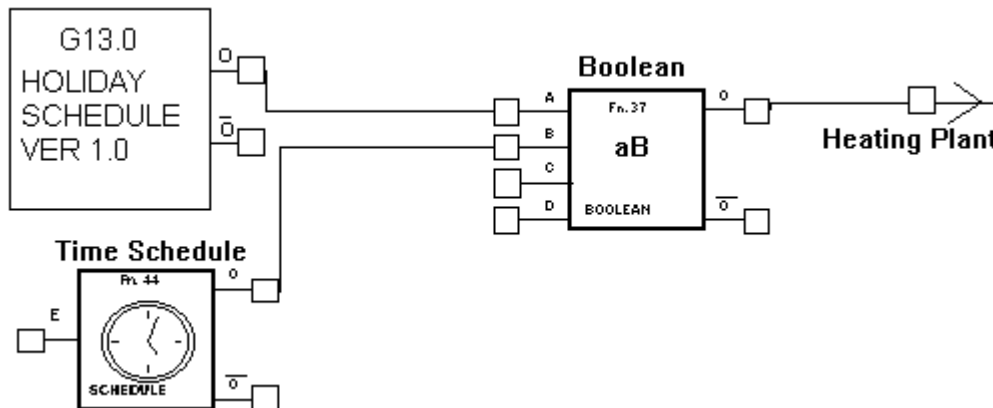 G13.0
HOLIDAY
SCHEDULE
VER 1.0
O
O̅
Boolean
A
B
C
D
Fn.37
aB
BOOLEAN
O
O̅
Heating Plant
Time Schedule
Fn. 44
E
SCHEDULE
O
O̅